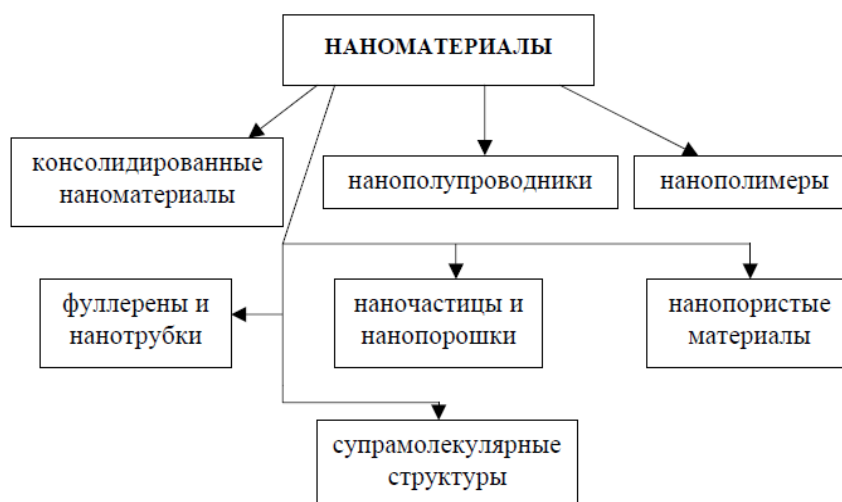 НАНОМАТЕРИАЛЫ
консолидированные
наноматериалы
нанополупроводники
нанополимеры
фуллерены и
нанотрубки
наночастицы и
нанопорошки
нанопористые
материалы
супрамолекулярные
структуры